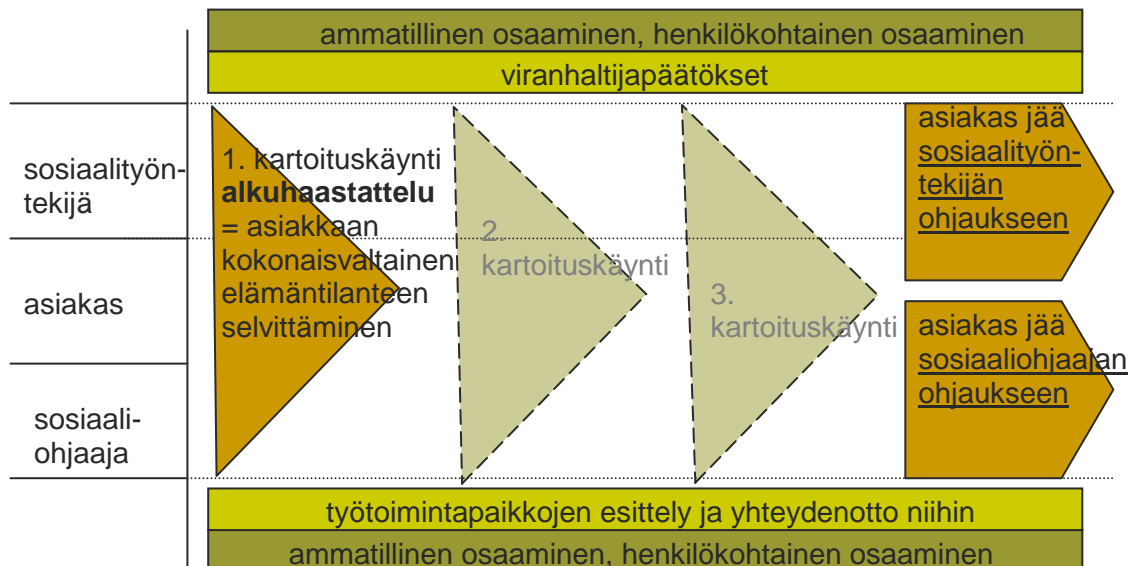 ammatillinen osaaminen, henkilökohtainen osaaminen
viranhaltijapäätökset
sosiaalityön-
tekijä
asiakas
sosiaali-
ohjaaja
1. kartoituskäynti
alkuhaastattelu
= asiakkaan
kokonaisvaltainen
elämäntilanteen
selvittäminen
2.
kartoituskäynti
3.
kartoituskäynti
asiakas jää
sosiaalityön-
tekijän
ohjaukseen
asiakas jää
sosiaaliohjaajan
ohjaukseen
työtoimintapaikkojen esittely ja yhteydenotto niihin
ammatillinen osaaminen, henkilökohtainen osaaminen